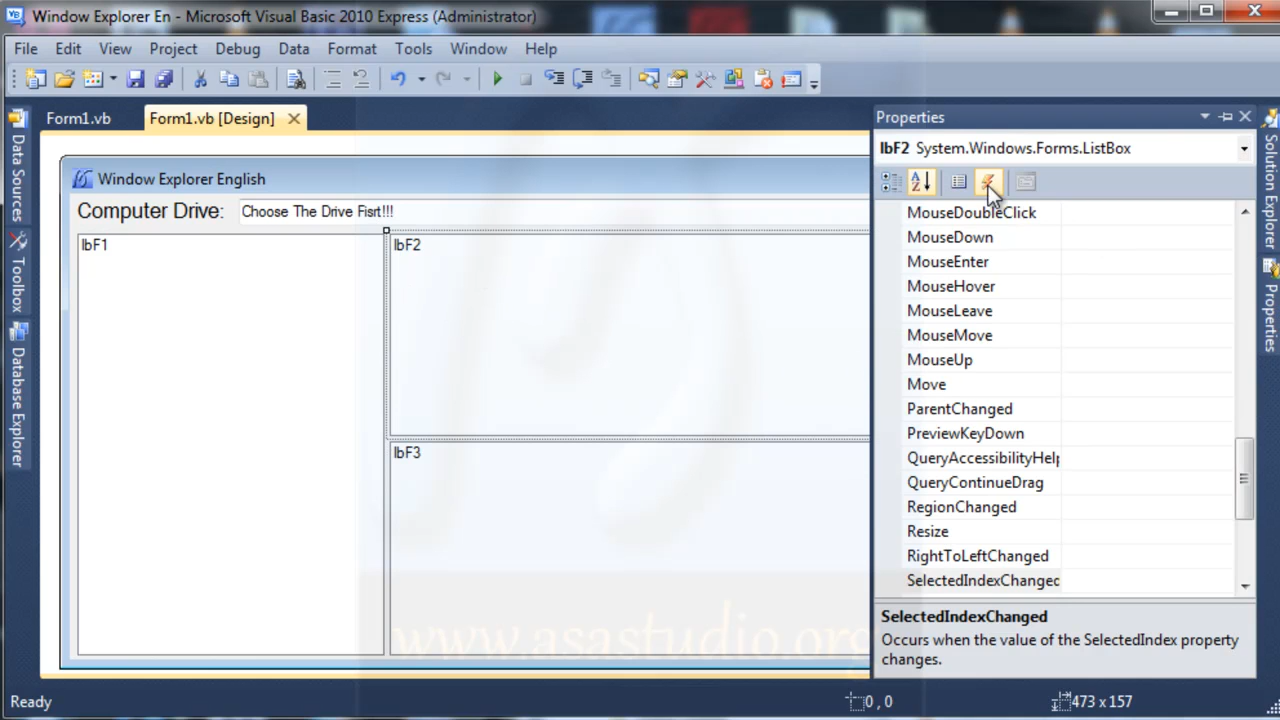 Window Explorer En - Microsoft Visual Basic 2010 Express (Administrator)
File Edit View Project Debug Data Format Tools Window Help
Form1.vb Form1.vb [Design]
Data Sources
Toolbox
Database Explorer
Window Explorer English
Computer Drive: Choose The Drive Fisrt!!!
lbF1
lbF2
lbF3
www.asastudio.org
Properties
lbF2 System.Windows.Forms.ListBox
MouseDoubleClick
MouseDown
MouseEnter
MouseHover
MouseLeave
MouseMove
MouseUp
Move
ParentChanged
PreviewKeyDown
QueryAccessibilityHelp
QueryContinueDrag
RegionChanged
Resize
RightToLeftChanged
SelectedIndexChanged
SelectedIndexChanged
Occurs when the value of the SelectedIndex property
changes.
Solution Explorer
Properties
Ready 0 , 0 473 x 157